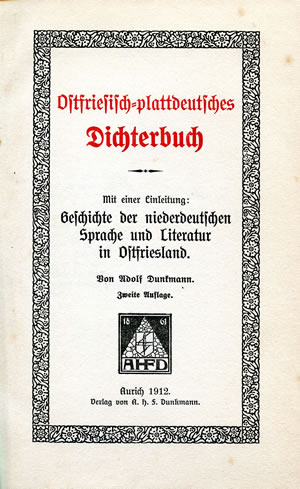 Ostfriesisch-plattdeutsches
Dichterbuch
Mit einer Einleitung:
Geschichte der niederdeutschen
Sprache und Literatur
in Ostfriesland.
Von Adolf Dunkmann.
Zweite Auflage.
18 61
AHFD
Aurich 1912.
Verlag von A. H. F. Dunkmann.